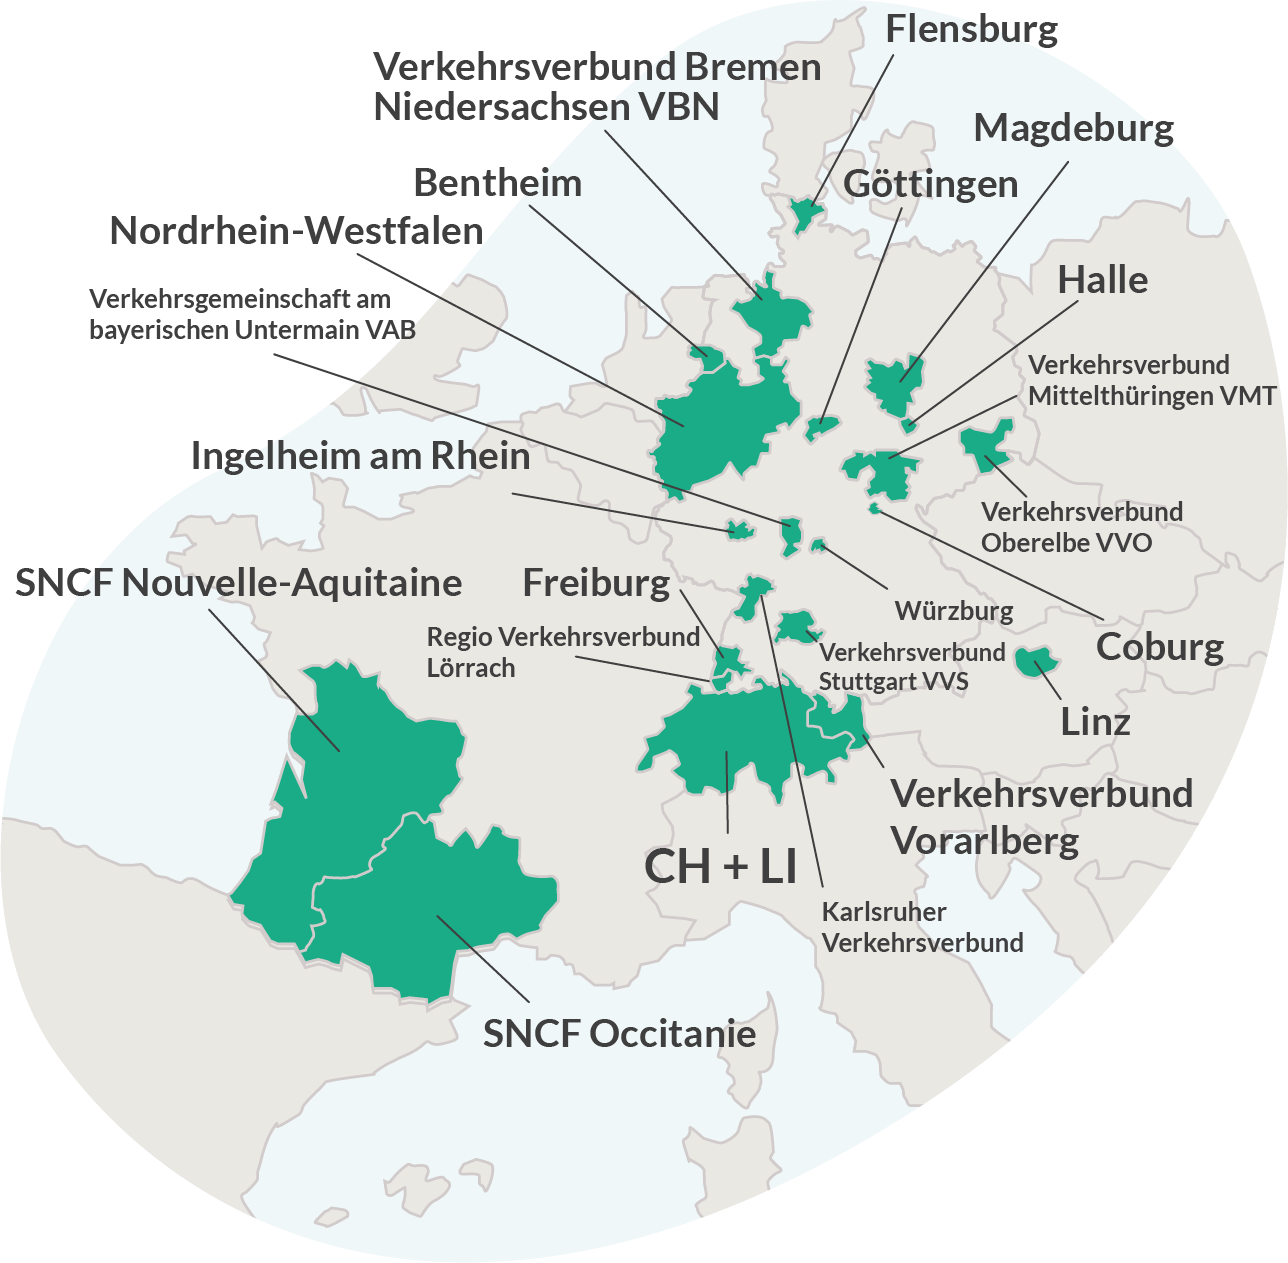 Flensburg
Verkehrsverbund Bremen
Niedersachsen VBN
Magdeburg
Bentheim
Göttingen
Nordrhein-Westfalen
Halle
Verkehrsgemeinschaft am
bayerischen Untermain VAB
Verkehrsverbund
Mittelthüringen VMT
Ingelheim am Rhein
Verkehrsverbund
Oberelbe VVO
SNCF Nouvelle-Aquitaine
Freiburg
Würzburg
Regio Verkehrsverbund
Lörrach
Coburg
Verkehrsverbund
Stuttgart VVS
Linz
Verkehrsverbund
Vorarlberg
CH + LI
Karlsruher
Verkehrsverbund
SNCF Occitanie